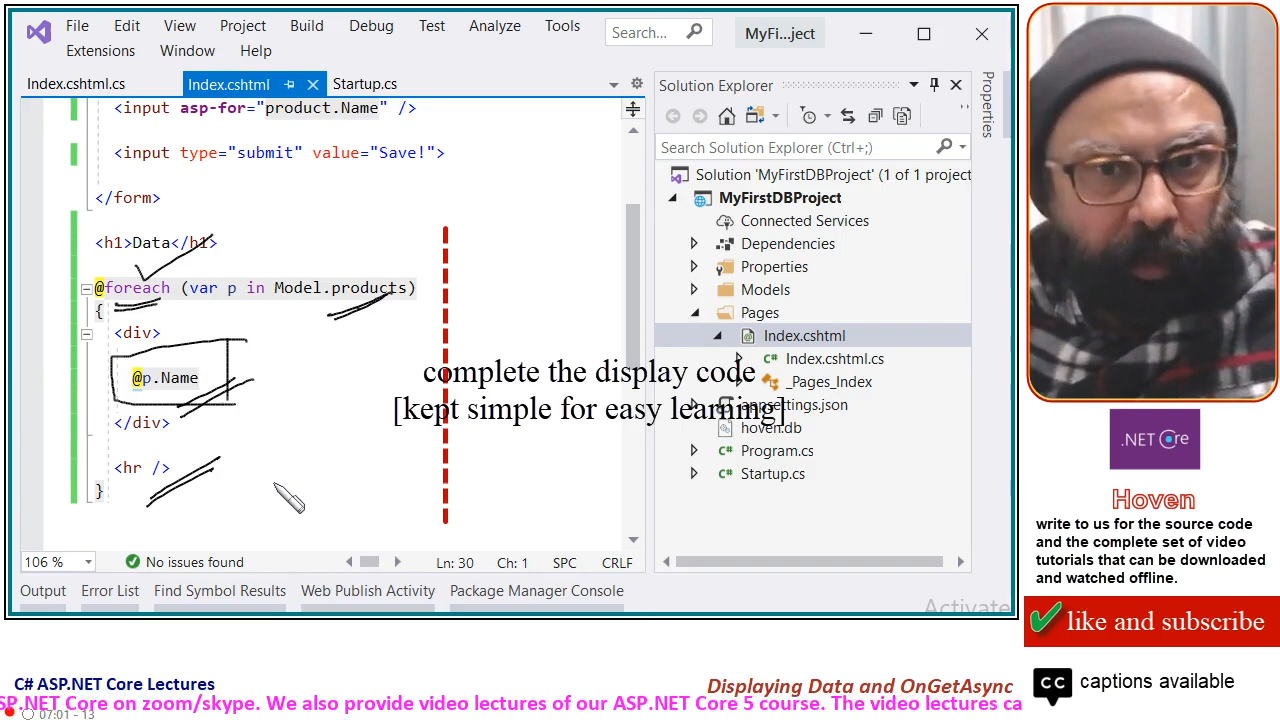 File Edit View Project Build Debug Test Analyze Tools Search... MyFi...ject
Extensions Window Help
Index.cshtml.cs Index.cshtml Startup.cs
<input asp-for="product.Name" />
<input type="submit" value="Save!">
</form>
<h1>Data</h1>
@foreach (var p in Model.products)
{
<div>
@p.Name
</div>
<hr />
}
106 % No issues found Ln: 30 Ch: 1 SPC CRLF
Output Error List Find Symbol Results Web Publish Activity Package Manager Console
complete the display code
[kept simple for easy learning]
Solution Explorer
Search Solution Explorer (Ctrl+;)
Solution 'MyFirstDBProject' (1 of 1 project
MyFirstDBProject
Connected Services
Dependencies
Properties
Models
Pages
Index.cshtml
C# Index.cshtml.cs
_Pages_Index
appsettings.json
hoven.db
C# Program.cs
C# Startup.cs
Properties
Activate
.NET Core
Hoven
write to us for the source code
and the complete set of video
tutorials that can be downloaded
and watched offline.
like and subscribe
CC captions available
C# ASP.NET Core Lectures
Displaying Data and OnGetAsync
SP.NET Core on zoom/skype. We also provide video lectures of our ASP.NET Core 5 course. The video lectures ca
07:01 - 13